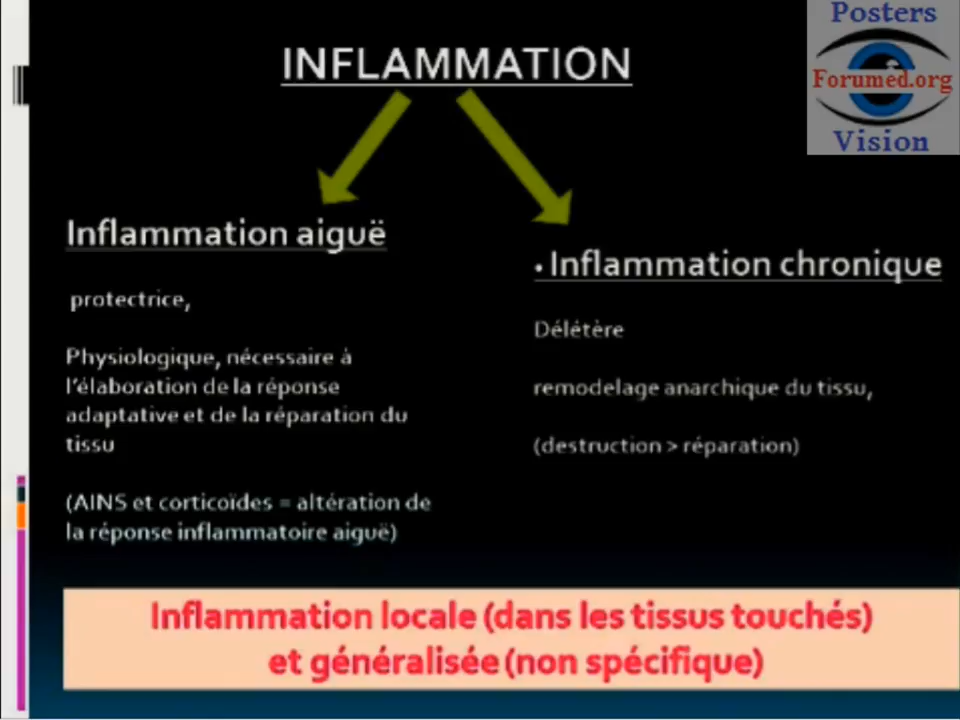 INFLAMMATION
Posters
Forumed.org
Vision
Inflammation aiguë
protectrice,
Physiologique, nécessaire à
l'élaboration de la réponse
adaptative et de la réparation du
tissu
(AINS et corticoïdes = altération de
la réponse inflammatoire aiguë)
• Inflammation chronique
Délétère
remodelage anarchique du tissu,
(destruction > réparation)
Inflammation locale (dans les tissus touchés)
et généralisée (non spécifique)